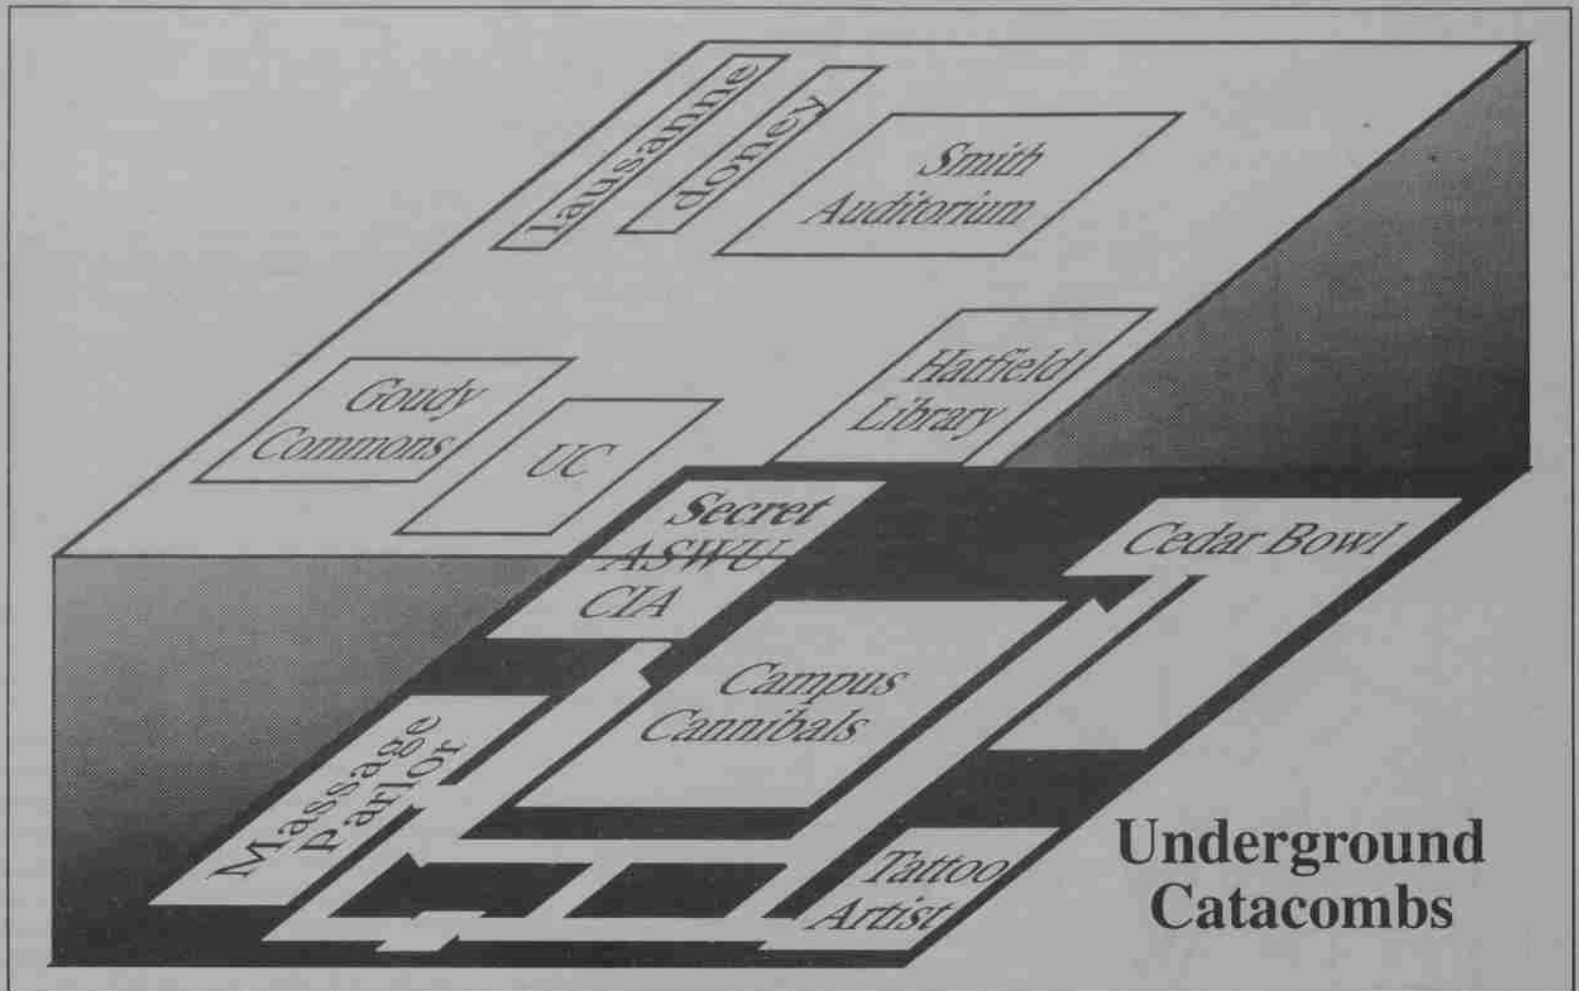 lausanne
doney
Smith
Auditorium
Hatfield
Library
Goudy
Commons
UC
Secret
ASWU
CIA
Cedar Bowl
Campus
Cannibals
Massage
Parlor
Tattoo
Artist
Underground
Catacombs